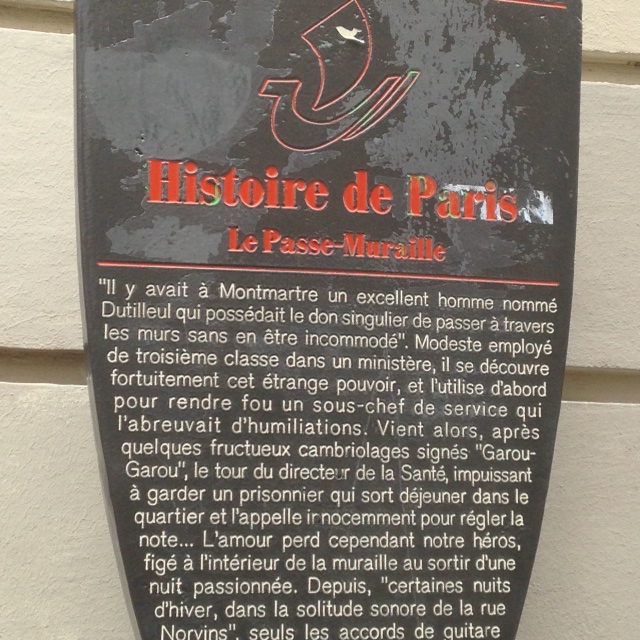 Histoire de Paris
Le Passe-Muraille
"Il y avait à Montmartre un excellent homme nommé
Dutilleul qui possédait le don singulier de passer à travers
les murs sans en être incommodé". Modeste employé
de troisième classe dans un ministère, il se découvre
fortuitement cet étrange pouvoir, et l'utilise d'abord
pour rendre fou un sous-chef de service qui
l'abreuvait d'humiliations. Vient alors, après
quelques fructueux cambriolages signés "Garou-
Garou", le tour du directeur de la Santé, impuissant
à garder un prisonnier qui sort déjeuner dans le
quartier et l'appelle innocemment pour régler la
note... L'amour perd cependant notre héros,
figé à l'intérieur de la muraille au sortir d'une
nuit passionnée. Depuis, "certaines nuits
d'hiver, dans la solitude sonore de la rue
Norvins", seuls les accords de guitare